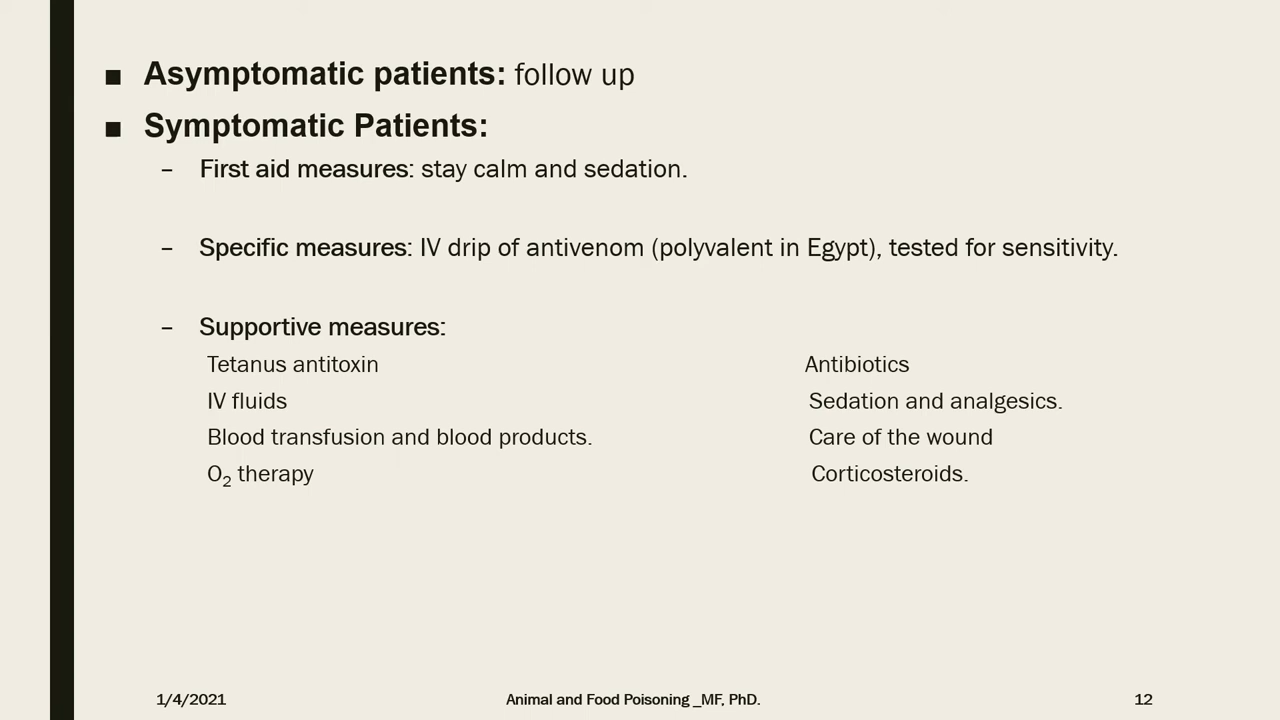 ■ Asymptomatic patients: follow up
■ Symptomatic Patients:
– First aid measures: stay calm and sedation.
– Specific measures: IV drip of antivenom (polyvalent in Egypt), tested for sensitivity.
– Supportive measures:
Tetanus antitoxin Antibiotics
IV fluids Sedation and analgesics.
Blood transfusion and blood products. Care of the wound
O₂ therapy Corticosteroids.
1/4/2021 Animal and Food Poisoning _MF, PhD. 12